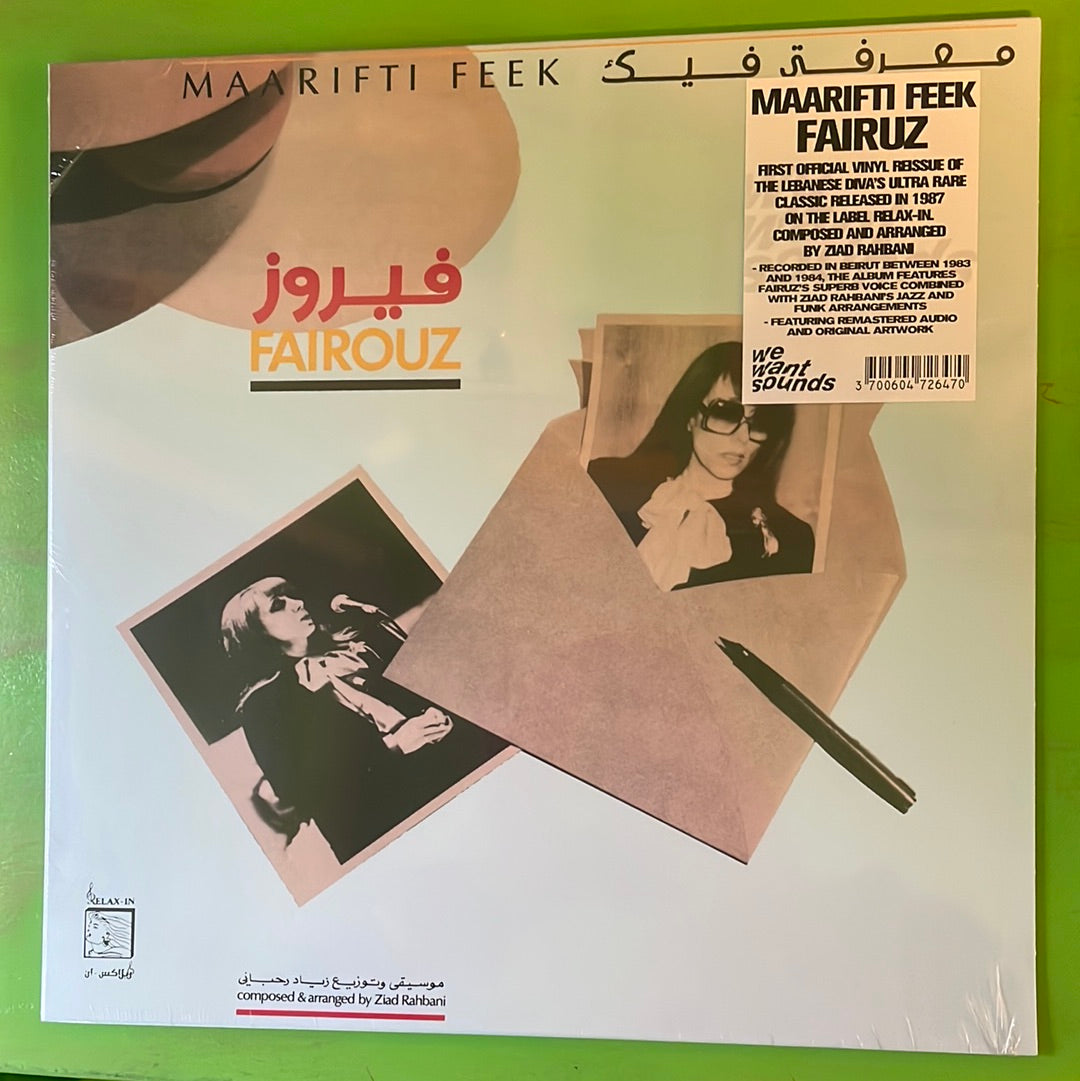 MAARIFTI FEEK معرفتي فيك
MAARIFTI FEEK
FAIRUZ
FIRST OFFICIAL VINYL REISSUE OF
THE LEBANESE DIVA'S ULTRA RARE
CLASSIC RELEASED IN 1987
ON THE LABEL RELAX-IN.
COMPOSED AND ARRANGED
BY ZIAD RAHBANI
- RECORDED IN BEIRUT BETWEEN 1983
AND 1984, THE ALBUM FEATURES
FAIRUZ'S SUPERB VOICE COMBINED
WITH ZIAD RAHBANI'S JAZZ AND
FUNK ARRANGEMENTS
- FEATURING REMASTERED AUDIO
AND ORIGINAL ARTWORK
we
want
sounds
3 700604 726470
فيروز
FAIROUZ
RELAX-IN
ريلاكس-ان
موسيقى وتوزيع زياد رحباني
composed & arranged by Ziad Rahbani